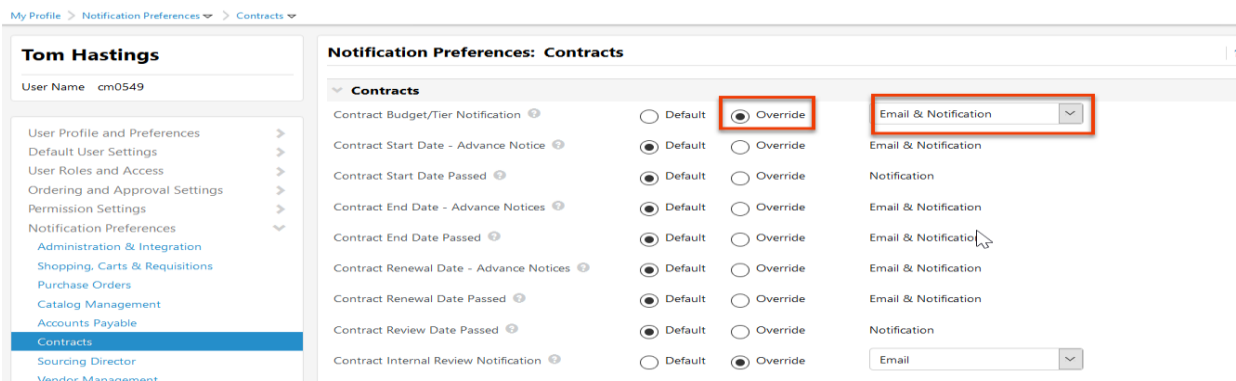 My Profile > Notification Preferences > Contracts
Tom Hastings
User Name cm0549
User Profile and Preferences
Default User Settings
User Roles and Access
Ordering and Approval Settings
Permission Settings
Notification Preferences
Administration & Integration
Shopping, Carts & Requisitions
Purchase Orders
Catalog Management
Accounts Payable
Contracts
Sourcing Director
Vendor Management
Notification Preferences: Contracts
Contracts
Contract Budget/Tier Notification ? Default Override Email & Notification
Contract Start Date - Advance Notice ? Default Override Email & Notification
Contract Start Date Passed ? Default Override Notification
Contract End Date - Advance Notices ? Default Override Email & Notification
Contract End Date Passed ? Default Override Email & Notification
Contract Renewal Date - Advance Notices ? Default Override Email & Notification
Contract Renewal Date Passed ? Default Override Email & Notification
Contract Review Date Passed ? Default Override Notification
Contract Internal Review Notification ? Default Override Email